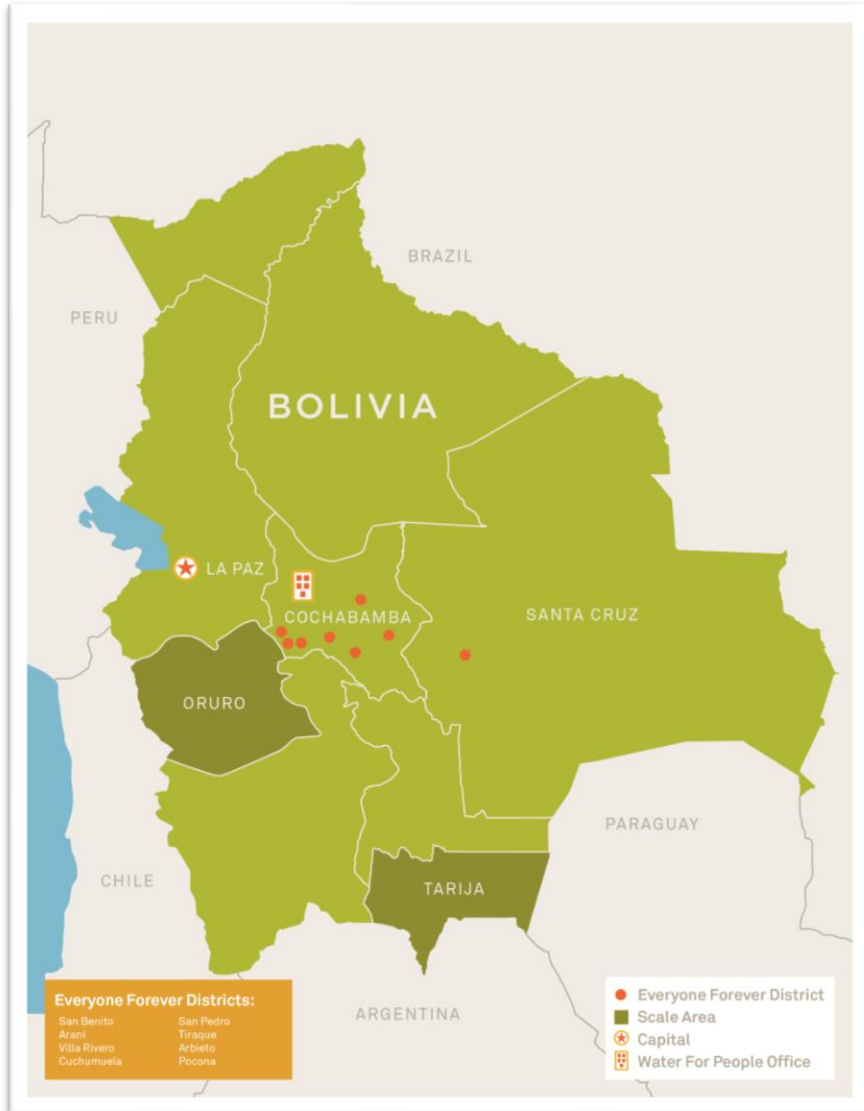 BRAZIL
PERU
BOLIVIA
LA PAZ
COCHABAMBA
SANTA CRUZ
ORURO
PARAGUAY
CHILE
TARIJA
ARGENTINA
Everyone Forever Districts:
San Benito
Arani
Villa Rivero
Cuchumuela
San Pedro
Tiraque
Arbieto
Pocona
Everyone Forever District
Scale Area
Capital
Water For People Office